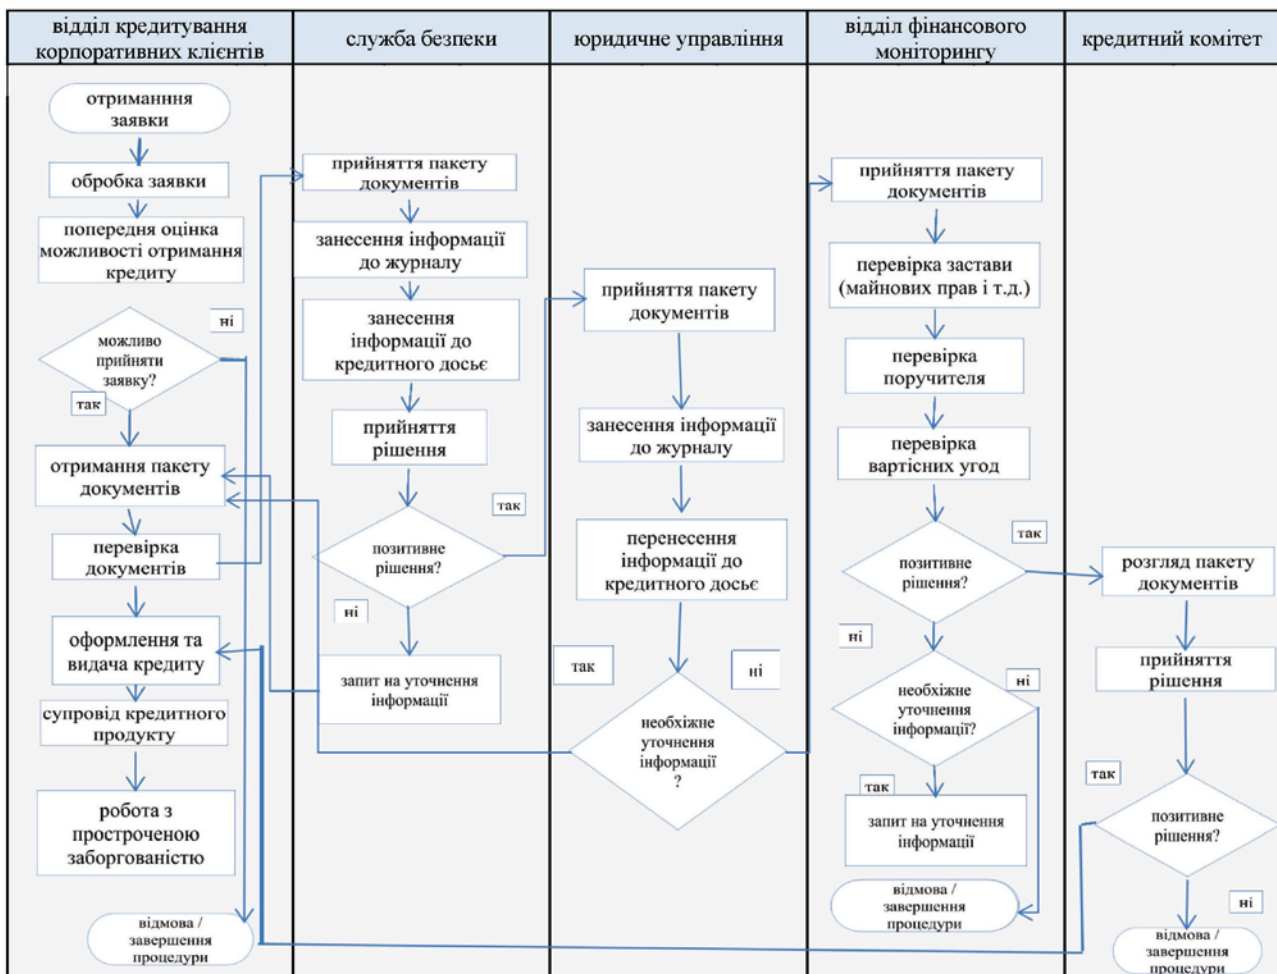 відділ кредитування
корпоративних клієнтів
служба безпеки
юридичне управління
відділ фінансового
моніторингу
кредитний комітет
отриманння
заявки
обробка заявки
попередня оцінка
можливості отримання
кредиту
ні
можливо
прийняти
заявку?
так
отримання пакету
документів
перевірка
документів
оформлення та
видача кредиту
супровід кредитного
продукту
робота з
простроченою
заборгованістю
відмова /
завершення
процедури
прийняття пакету
документів
занесення інформації
до журналу
занесення
інформації до
кредитного досьє
прийняття
рішення
так
позитивне
рішення?
ні
запит на уточнення
інформації
прийняття пакету
документів
занесення інформації
до журналу
перенесення
інформації до
кредитного досьє
так
ні
необхіжне
уточнення
інформації
?
прийняття пакету
документів
перевірка застави
(майнових прав і т.д.)
перевірка
поручителя
перевірка
вартісних угод
так
позитивне
рішення?
ні
ні
необхіжне
уточнення
інформації?
так
запит на уточнення
інформації
відмова /
завершення
процедури
розгляд пакету
документів
прийняття
рішення
так
позитивне
рішення?
ні
відмова /
завершення
процедури